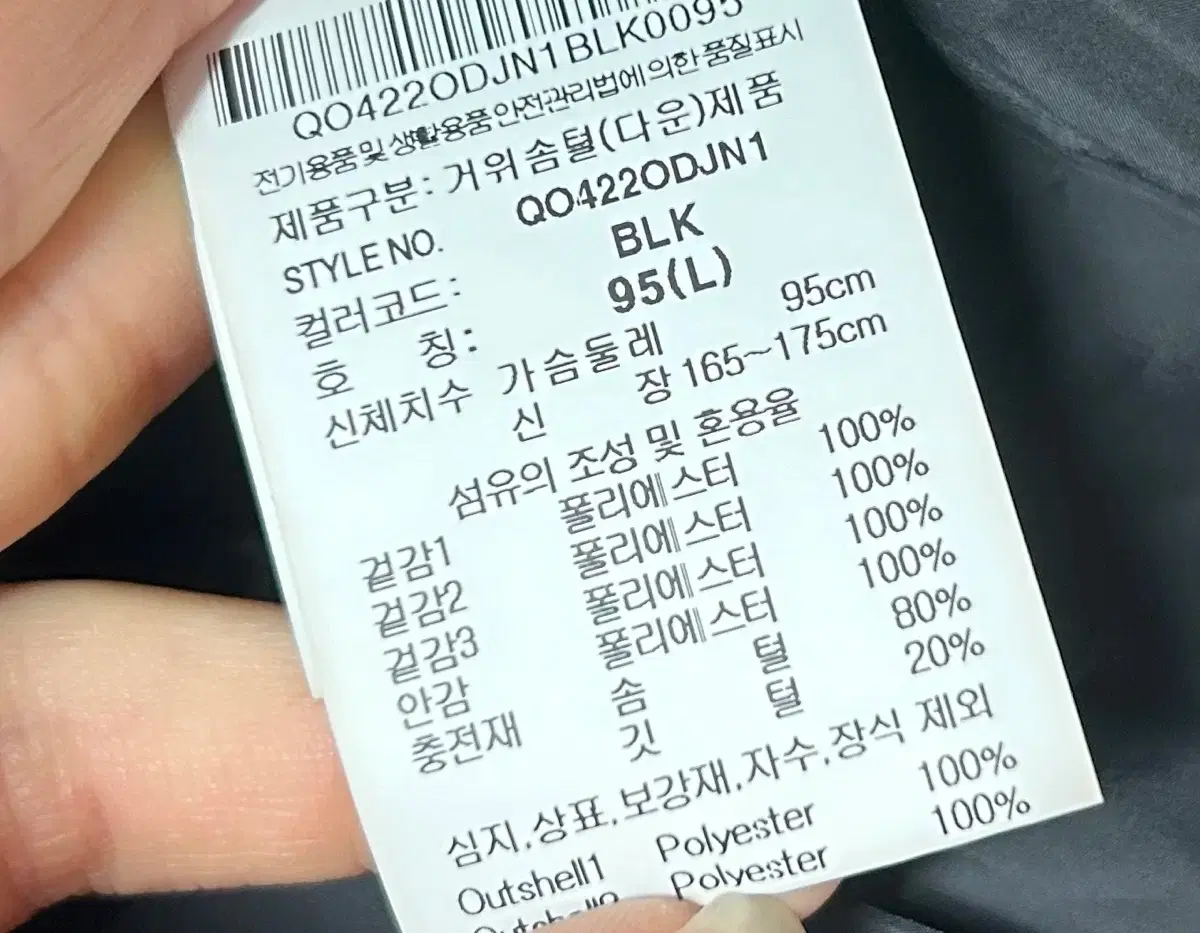 QO422ODJN1BLK0095
전기용품 및 생활용품 안전관리법에 의한 품질표시
제품구분: 거위솜털(다운)제품
STYLE NO. QO422ODJN1
컬러코드: BLK
호 칭: 95(L)
신체치수 가슴둘레 95cm
신 장 165~175cm
섬유의 조성 및 혼용율
겉감1 폴리에스터 100%
겉감2 폴리에스터 100%
겉감3 폴리에스터 100%
안감 폴리에스터 100%
충전재 솜 털 80%
깃 털 20%
심지,상표,보강재,자수,장식 제외
Outshell1 Polyester 100%
Polyester 100%